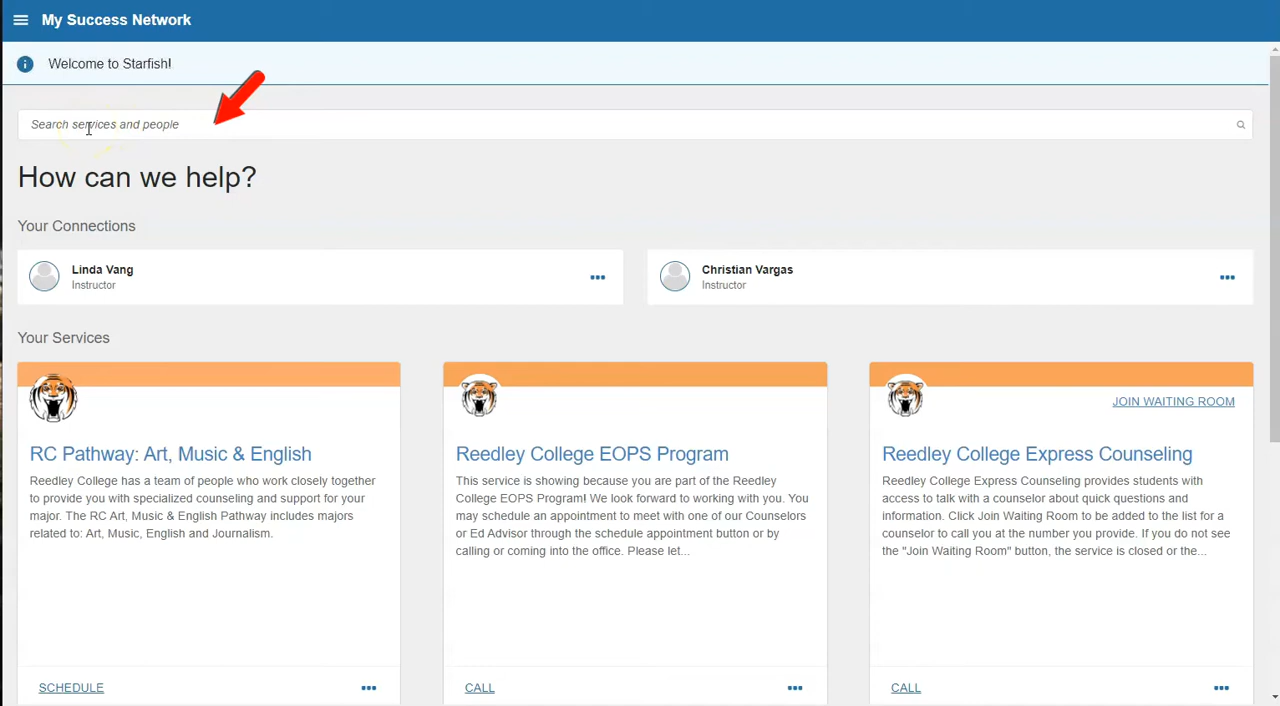 My Success Network
Welcome to Starfish!
Search services and people
How can we help?
Your Connections
Linda Vang
Instructor
Christian Vargas
Instructor
Your Services
RC Pathway: Art, Music & English
Reedley College has a team of people who work closely together
to provide you with specialized counseling and support for your
major. The RC Art, Music & English Pathway includes majors
related to: Art, Music, English and Journalism.
SCHEDULE
Reedley College EOPS Program
This service is showing because you are part of the Reedley
College EOPS Program! We look forward to working with you. You
may schedule an appointment to meet with one of our Counselors
or Ed Advisor through the schedule appointment button or by
calling or coming into the office. Please let...
CALL
JOIN WAITING ROOM
Reedley College Express Counseling
Reedley College Express Counseling provides students with
access to talk with a counselor about quick questions and
information. Click Join Waiting Room to be added to the list for a
counselor to call you at the number you provide. If you do not see
the "Join Waiting Room" button, the service is closed or the...
CALL